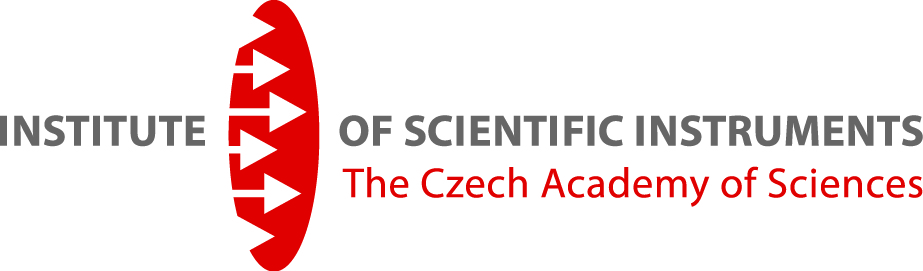 INSTITUTE OF SCIENTIFIC INSTRUMENTS
The Czech Academy of Sciences